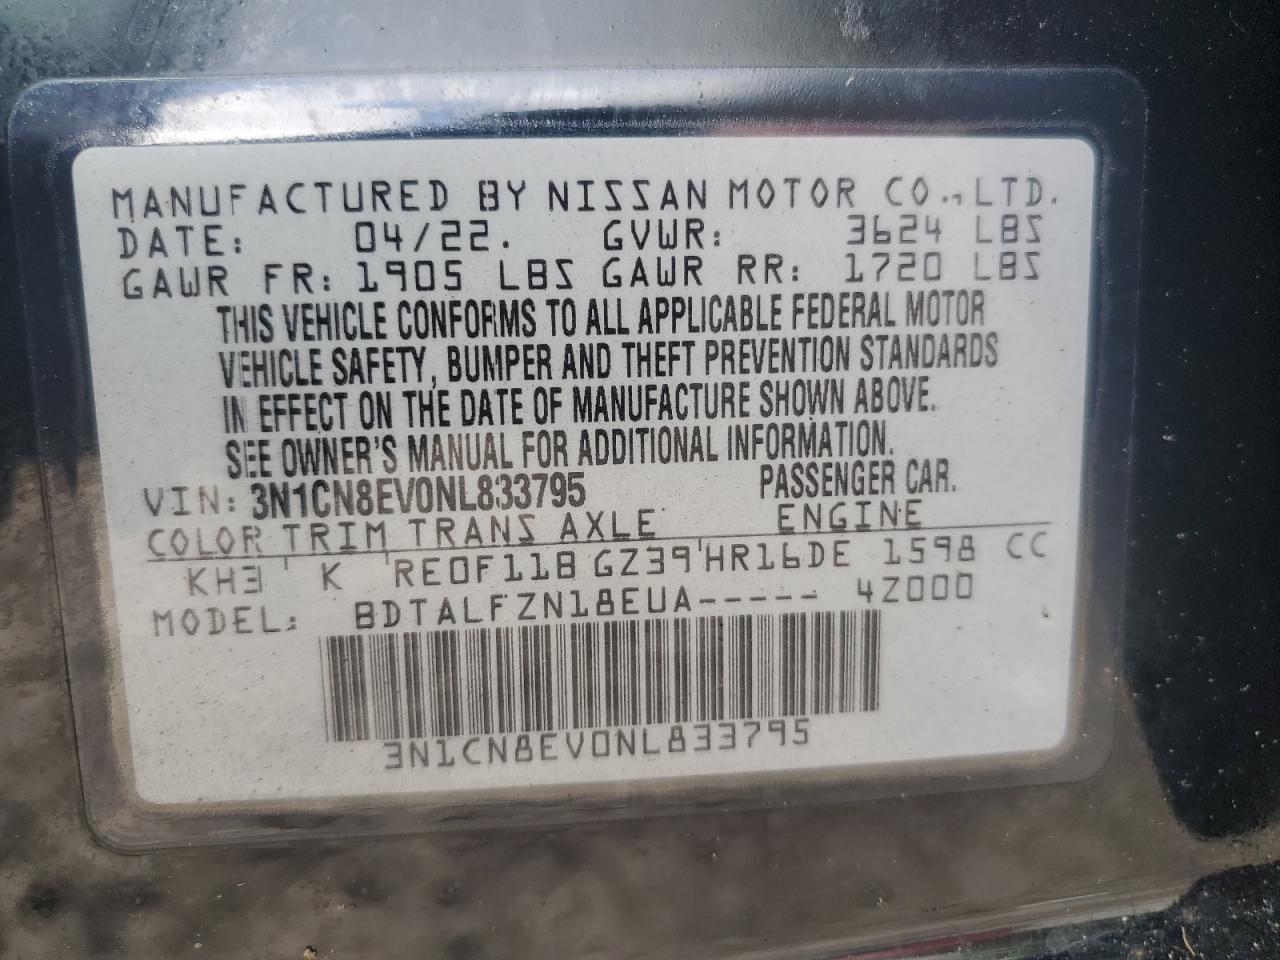 MANUFACTURED BY NISSAN MOTOR CO., LTD.
DATE: 04/22. GVWR: 3624 LBS
GAWR FR: 1905 LBS GAWR RR: 1720 LBS
THIS VEHICLE CONFORMS TO ALL APPLICABLE FEDERAL MOTOR
VEHICLE SAFETY, BUMPER AND THEFT PREVENTION STANDARDS
IN EFFECT ON THE DATE OF MANUFACTURE SHOWN ABOVE.
SEE OWNER'S MANUAL FOR ADDITIONAL INFORMATION.
VIN: 3N1CN8EV0NL833795 PASSENGER CAR.
COLOR TRIM TRANS AXLE ENGINE
KH3 K RE0F11B GZ39 HR16DE 1598 CC
MODEL: BDTALFZN18EUA----- 4Z000
3N1CN8EV0NL833795